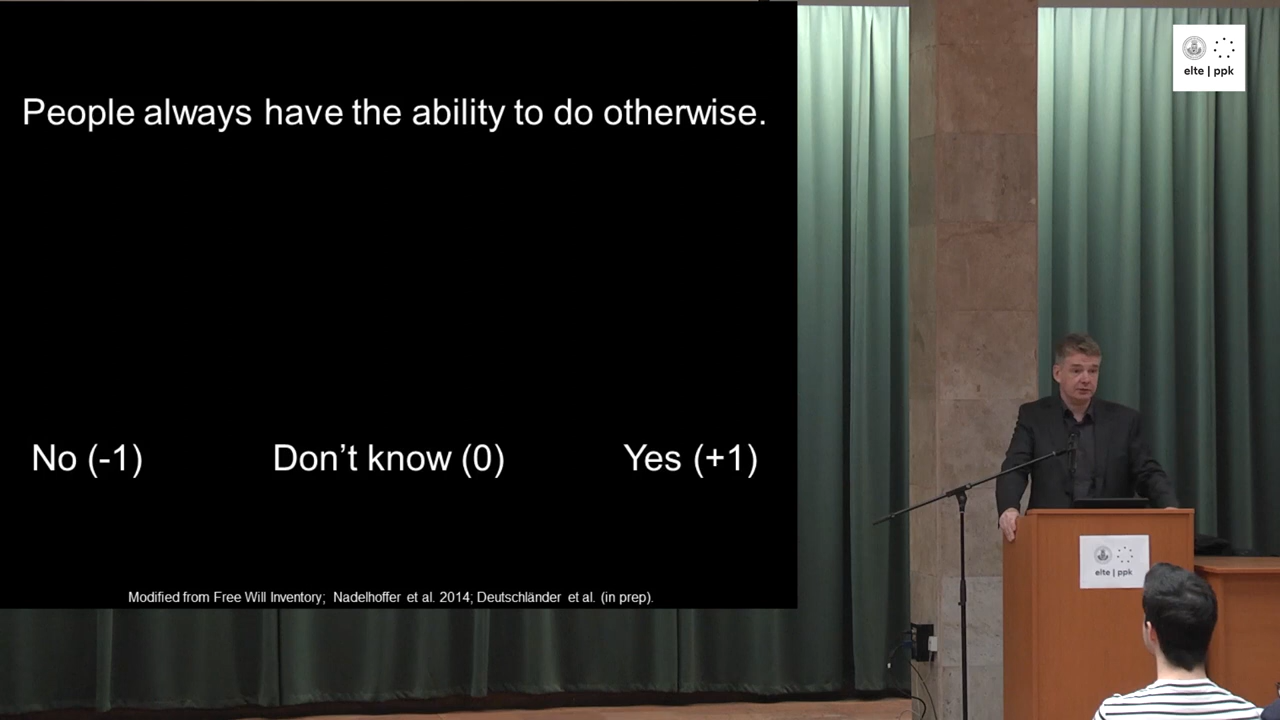 People always have the ability to do otherwise.
No (-1) Don't know (0) Yes (+1)
Modified from Free Will Inventory; Nadelhoffer et al. 2014; Deutschländer et al. (in prep).
elte | ppk
elte | ppk